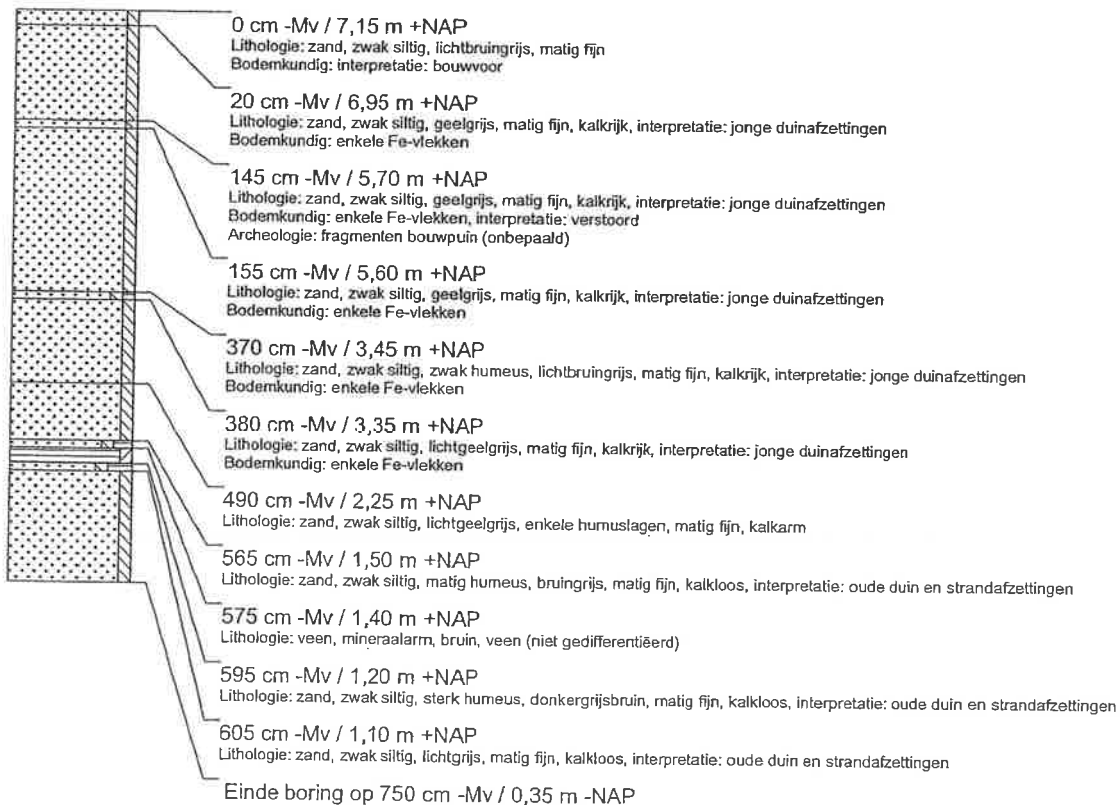 0 cm -Mv / 7,15 m +NAP
Lithologie: zand, zwak siltig, lichtbruingrijs, matig fijn
Bodemkundig: interpretatie: bouwvoor
20 cm -Mv / 6,95 m +NAP
Lithologie: zand, zwak siltig, geelgrijs, matig fijn, kalkrijk, interpretatie: jonge duinafzettingen
Bodemkundig: enkele Fe-vlekken
145 cm -Mv / 5,70 m +NAP
Lithologie: zand, zwak siltig, geelgrijs, matig fijn, kalkrijk, interpretatie: jonge duinafzettingen
Bodemkundig: enkele Fe-vlekken, interpretatie: verstoord
Archeologie: fragmenten bouwpuin (onbepaald)
155 cm -Mv / 5,60 m +NAP
Lithologie: zand, zwak siltig, geelgrijs, matig fijn, kalkrijk, interpretatie: jonge duinafzettingen
Bodemkundig: enkele Fe-vlekken
370 cm -Mv / 3,45 m +NAP
Lithologie: zand, zwak siltig, zwak humeus, lichtbruingrijs, matig fijn, kalkrijk, interpretatie: jonge duinafzettingen
Bodemkundig: enkele Fe-vlekken
380 cm -Mv / 3,35 m +NAP
Lithologie: zand, zwak siltig, lichtgeelgrijs, matig fijn, kalkrijk, interpretatie: jonge duinafzettingen
Bodemkundig: enkele Fe-vlekken
490 cm -Mv / 2,25 m +NAP
Lithologie: zand, zwak siltig, lichtgeelgrijs, enkele humuslagen, matig fijn, kalkarm
565 cm -Mv / 1,50 m +NAP
Lithologie: zand, zwak siltig, matig humeus, bruingrijs, matig fijn, kalkloos, interpretatie: oude duin en strandafzettingen
575 cm -Mv / 1,40 m +NAP
Lithologie: veen, mineraalarm, bruin, veen (niet gedifferentiëerd)
595 cm -Mv / 1,20 m +NAP
Lithologie: zand, zwak siltig, sterk humeus, donkergrijsbruin, matig fijn, kalkloos, interpretatie: oude duin en strandafzettingen
605 cm -Mv / 1,10 m +NAP
Lithologie: zand, zwak siltig, lichtgrijs, matig fijn, kalkloos, interpretatie: oude duin en strandafzettingen
Einde boring op 750 cm -Mv / 0,35 m -NAP